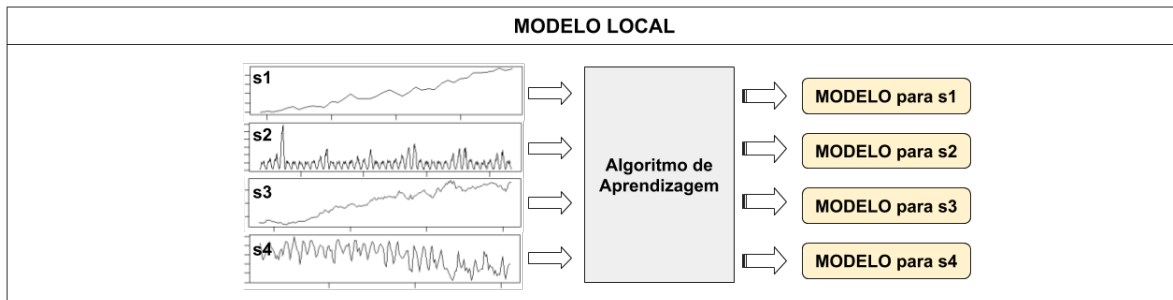 MODELO LOCAL
s1
MODELO para s1
s2
MODELO para s2
Algoritmo de
Aprendizagem
s3
MODELO para s3
s4
MODELO para s4